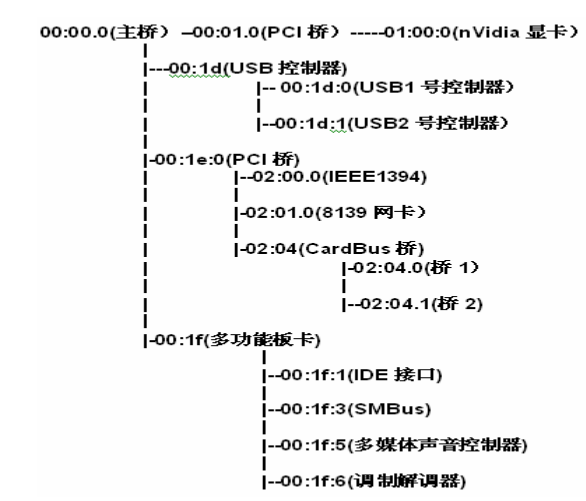 00:00.0(主桥） --00:01.0(PCI 桥） -----01:00:0(nVidia 显卡）
|---00:1d(USB 控制器)
|-- 00:1d:0(USB1 号控制器）
|--00:1d:1(USB2 号控制器）
|-00:1e:0(PCI 桥)
|--02:00.0(IEEE1394)
|-02:01.0(8139 网卡）
|-02:04(CardBus 桥)
|-02:04.0(桥 1）
|--02:04.1(桥 2)
|-00:1f(多功能板卡)
|--00:1f:1(IDE 接口)
|--00:1f:3(SMBus)
|--00:1f:5(多媒体声音控制器)
|--00:1f:6(调制解调器)